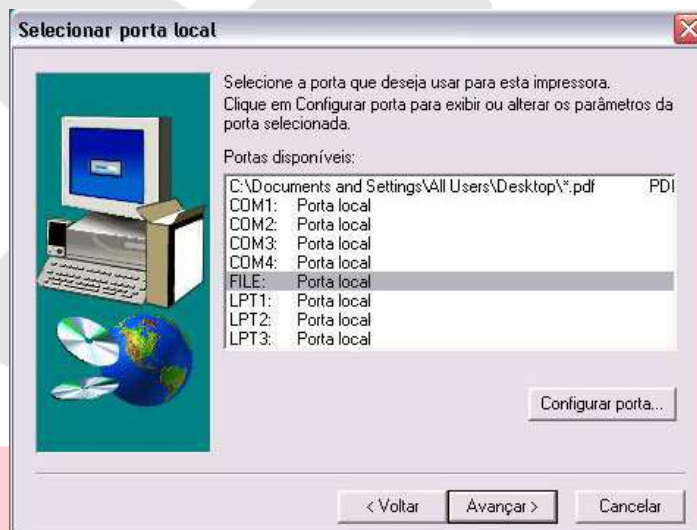 Selecionar porta local
Selecione a porta que deseja usar para esta impressora.
Clique em Configurar porta para exibir ou alterar os parâmetros da
porta selecionada.
Portas disponíveis:
C:\Documents and Settings\All Users\Desktop\*.pdf PDI
COM1: Porta local
COM2: Porta local
COM3: Porta local
COM4: Porta local
FILE: Porta local
LPT1: Porta local
LPT2: Porta local
LPT3: Porta local
Configurar porta...
< Voltar Avançar > Cancelar